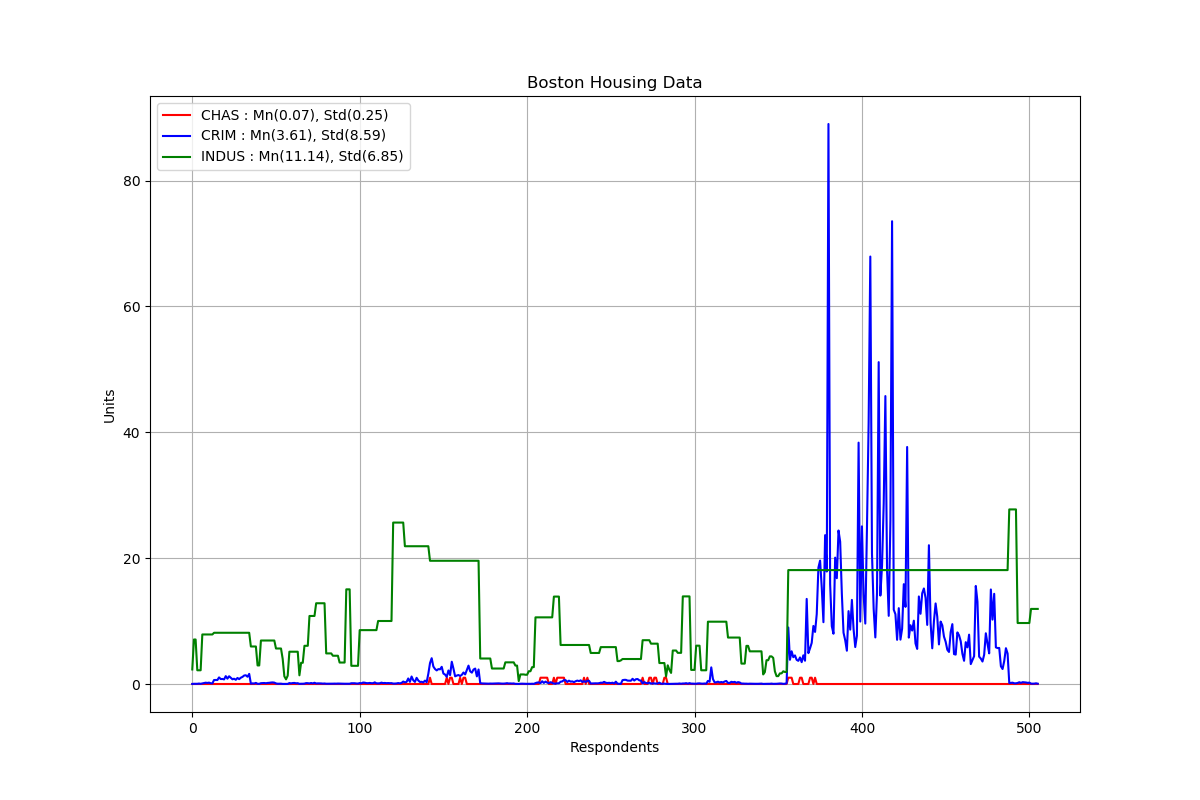 Boston Housing Data
CHAS : Mn(0.07), Std(0.25)
CRIM : Mn(3.61), Std(8.59)
INDUS : Mn(11.14), Std(6.85)
80
60
40
20
0
Units
0 100 200 300 400 500
Respondents